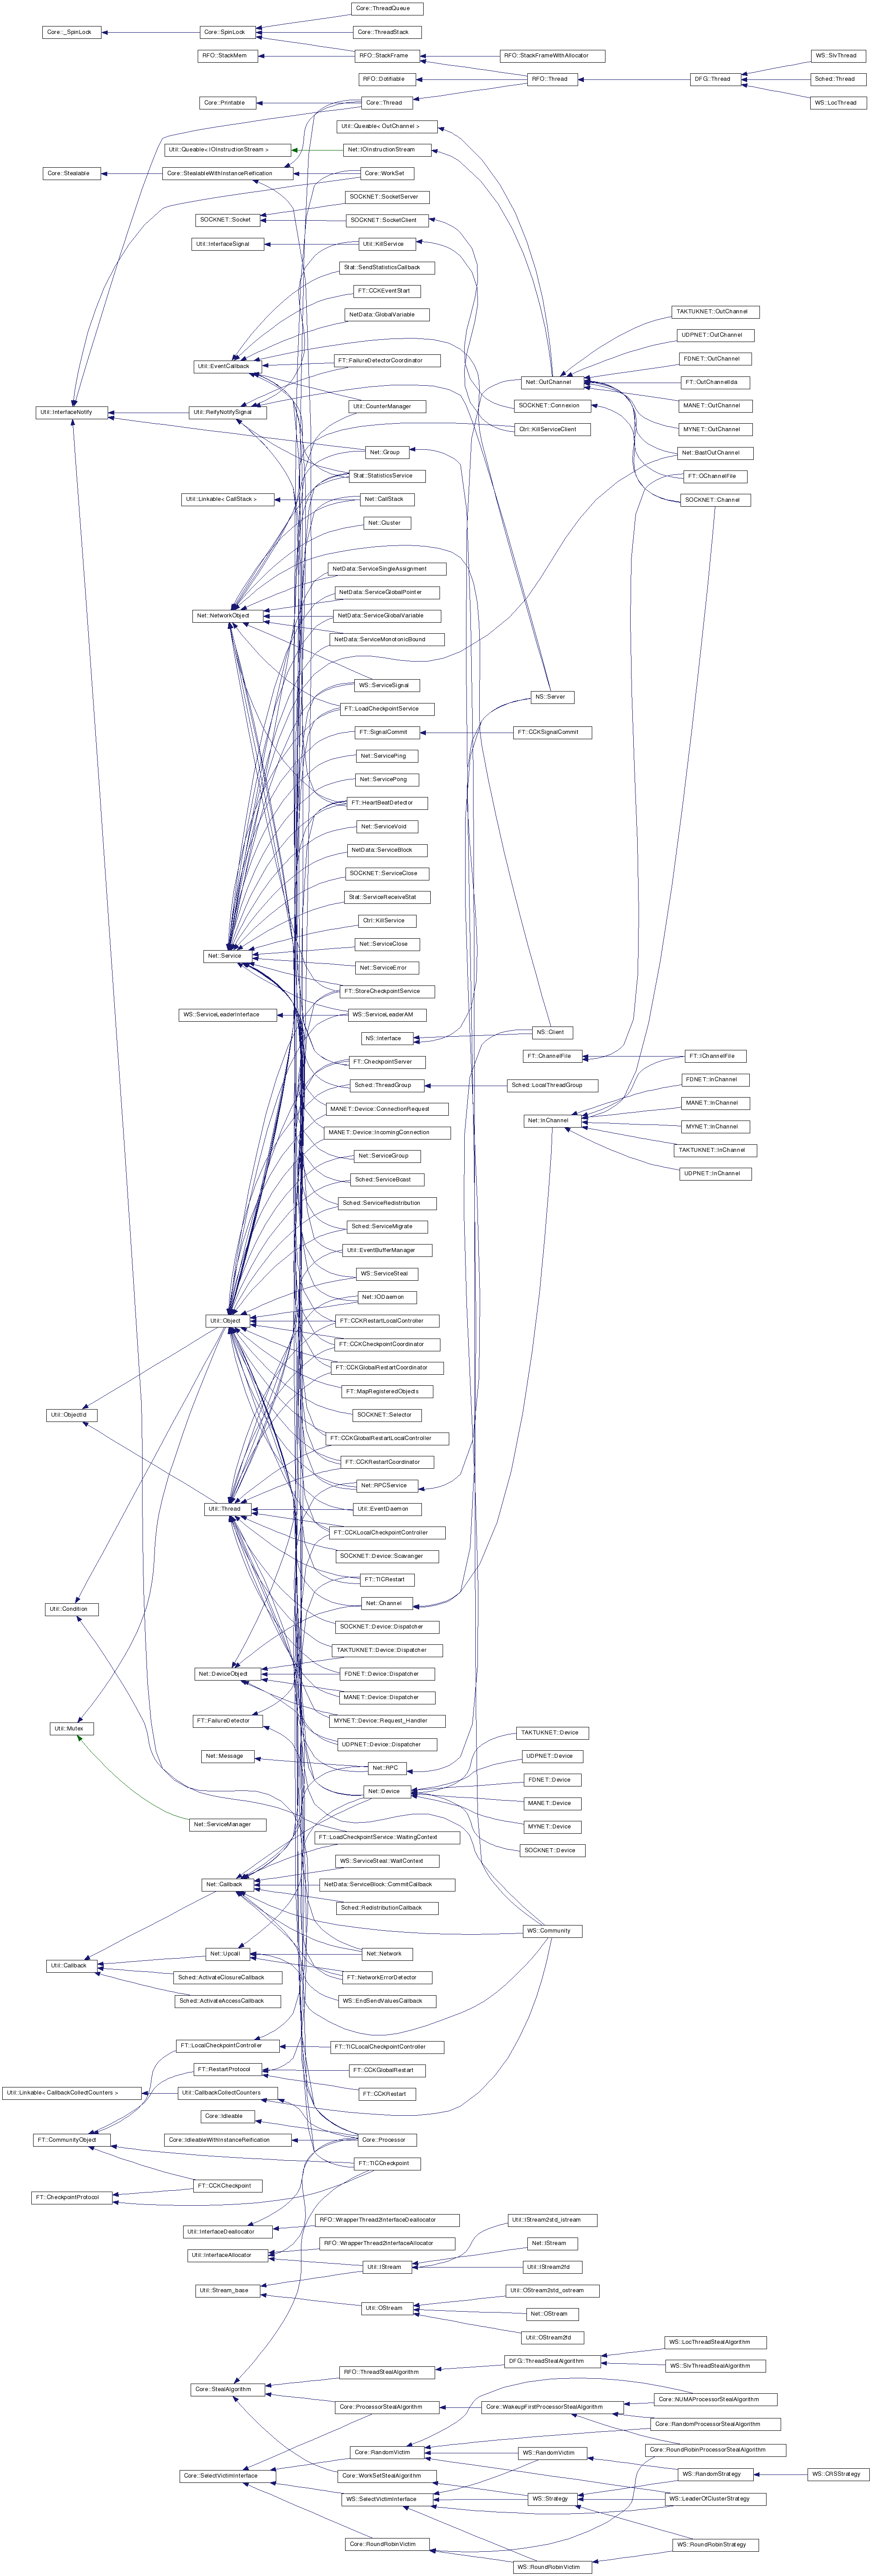 Core::ThreadQueue
Core::_SpinLock
Core::SpinLock
Core::ThreadStack
RFO::StackMem
RFO::StackFrame
RFO::StackFrameWithAllocator
WS::SivThread
RFO::Dotifiable
RFO::Thread
DFG::Thread
Sched::Thread
Core::Printable
Core::Thread
WS::LocThread
Util::Queable< OutChannel >
Util::Queable< IOInstructionStream >
Net::IOInstructionStream
Core::Stealable
Core::StealableWithInstanceReification
Core::WorkSet
SOCKNET::SocketServer
SOCKNET::Socket
SOCKNET::SocketClient
Util::InterfaceSignal
Util::KillService
Stat::SendStatisticsCallback
FT::CCKEventStart
NetData::GlobalVariable
TAKTUKNET::OutChannel
UDPNET::OutChannel
FDNET::OutChannel
Util::EventCallback
FT::FailureDetectorCoordinator
Net::OutChannel
FT::OutChannelIda
MANET::OutChannel
Util::InterfaceNotify
Util::ReifyNotifySignal
Util::CounterManager
SOCKNET::Connexion
MYNET::OutChannel
Ctrl::KillServiceClient
Net::Group
Net::BastOutChannel
Stat::StatisticsService
FT::OChannelFile
Util::Linkable< CallStack >
Net::CallStack
SOCKNET::Channel
Net::Cluster
NetData::ServiceSingleAssignment
NetData::ServiceGlobalPointer
Net::NetworkObject
NetData::ServiceGlobalVariable
NetData::ServiceMonotonicBound
WS::ServiceSignal
NS::Server
FT::LoadCheckpointService
FT::SignalCommit
FT::CCKSignalCommit
Net::ServicePing
Net::ServicePong
FT::HeartBeatDetector
Net::ServiceVoid
NetData::ServiceBlock
SOCKNET::ServiceClose
Stat::ServiceReceiveStat
Ctrl::KillService
Net::ServiceClose
Net::Service
Net::ServiceError
FT::StoreCheckpointService
WS::ServiceLeaderInterface
WS::ServiceLeaderAM
NS::Interface
NS::Client
FT::CheckpointServer
FT::ChannelFile
FT::IChannelFile
Sched::ThreadGroup
Sched::LocalThreadGroup
FDNET::InChannel
MANET::Device::ConnectionRequest
MANET::InChannel
Net::InChannel
MANET::Device::IncomingConnection
MYNET::InChannel
Net::ServiceGroup
TAKTUKNET::InChannel
Sched::ServiceBcast
UDPNET::InChannel
Sched::ServiceRedistribution
Sched::ServiceMigrate
Util::EventBufferManager
WS::ServiceSteal
Net::IODaemon
Util::Object
FT::CCKRestartLocalController
FT::CCKCheckpointCoordinator
FT::CCKGlobalRestartCoordinator
FT::MapRegisteredObjects
Util::ObjectId
SOCKNET::Selector
FT::CCKGlobalRestartLocalController
FT::CCKRestartCoordinator
Net::RPCService
Util::Thread
Util::EventDaemon
FT::CCKLocalCheckpointController
SOCKNET::Device::Scavanger
FT::TICRestart
Util::Condition
Net::Channel
SOCKNET::Device::Dispatcher
TAKTUKNET::Device::Dispatcher
Net::DeviceObject
FDNET::Device::Dispatcher
MANET::Device::Dispatcher
FT::FailureDetector
MYNET::Device::Request_Handler
Util::Mutex
TAKTUKNET::Device
UDPNET::Device::Dispatcher
Net::Message
UDPNET::Device
Net::RPC
FDNET::Device
Net::Device
MANET::Device
Net::ServiceManager
MYNET::Device
FT::LoadCheckpointService::WaitingContext
SOCKNET::Device
WS::ServiceSteal::WaitContext
Net::Callback
NetData::ServiceBlock::CommitCallback
Sched::RedistributionCallback
WS::Community
Net::Upcall
Net::Network
Util::Callback
Sched::ActivateClosureCallback
FT::NetworkErrorDetector
Sched::ActivateAccessCallback
WS::EndSendValuesCallback
FT::LocalCheckpointController
FT::TICLocalCheckpointController
FT::RestartProtocol
FT::CCKGlobalRestart
Util::Linkable< CallbackCollectCounters >
Util::CallbackCollectCounters
FT::CCKRestart
Core::Idleable
FT::CommunityObject
Core::IdleableWithInstanceReification
Core::Processor
FT::TICCheckpoint
FT::CCKCheckpoint
FT::CheckpointProtocol
RFO::WrapperThread2InterfaceDeallocator
Util::IStream2std_istream
Util::InterfaceDeallocator
RFO::WrapperThread2InterfaceAllocator
Net::IStream
Util::InterfaceAllocator
Util::IStream
Util::IStream2fd
Util::Stream_base
Util::OStream2std_ostream
Util::OStream
Net::OStream
Util::OStream2fd
WS::LocThreadStealAlgorithm
DFG::ThreadStealAlgorithm
WS::SivThreadStealAlgorithm
RFO::ThreadStealAlgorithm
Core::StealAlgorithm
Core::NUMAProcessorStealAlgorithm
Core::ProcessorStealAlgorithm
Core::WakeupFirstProcessorStealAlgorithm
Core::RandomProcessorStealAlgorithm
Core::RandomVictim
WS::RandomVictim
Core::RoundRobinProcessorStealAlgorithm
Core::SelectVictimInterface
Core::WorkSetStealAlgorithm
WS::RandomStrategy
WS::CRSStrategy
WS::SelectVictimInterface
WS::Strategy
WS::LeaderOfClusterStrategy
Core::RoundRobinVictim
WS::RoundRobinStrategy
WS::RoundRobinVictim